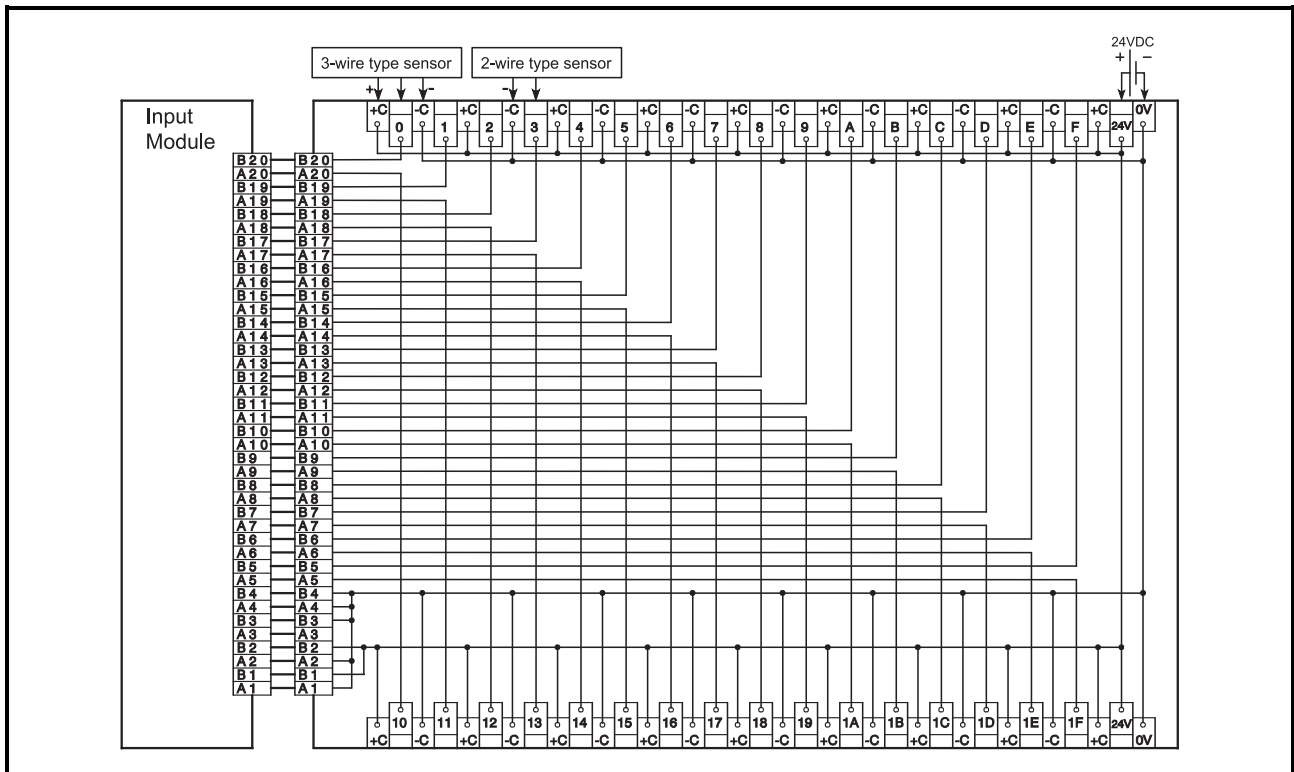 24VDC
+ −
3-wire type sensor 2-wire type sensor
+ - -
Input
Module
+C -C +C -C +C -C +C -C +C -C +C -C +C -C +C -C +C 0V
0 1 2 3 4 5 6 7 8 9 A B C D E F 24V
B20 B20
A20 A20
B19 B19
A19 A19
B18 B18
A18 A18
B17 B17
A17 A17
B16 B16
A16 A16
B15 B15
A15 A15
B14 B14
A14 A14
B13 B13
A13 A13
B12 B12
A12 A12
B11 B11
A11 A11
B10 B10
A10 A10
B9 B9
A9 A9
B8 B8
A8 A8
B7 B7
A7 A7
B6 B6
A6 A6
B5 B5
A5 A5
B4 B4
A4 A4
B3 B3
A3 A3
B2 B2
A2 A2
B1 B1
A1 A1
10 11 12 13 14 15 16 17 18 19 1A 1B 1C 1D 1E 1F 24V
+C -C +C -C +C -C +C -C +C -C +C -C +C -C +C -C +C 0V